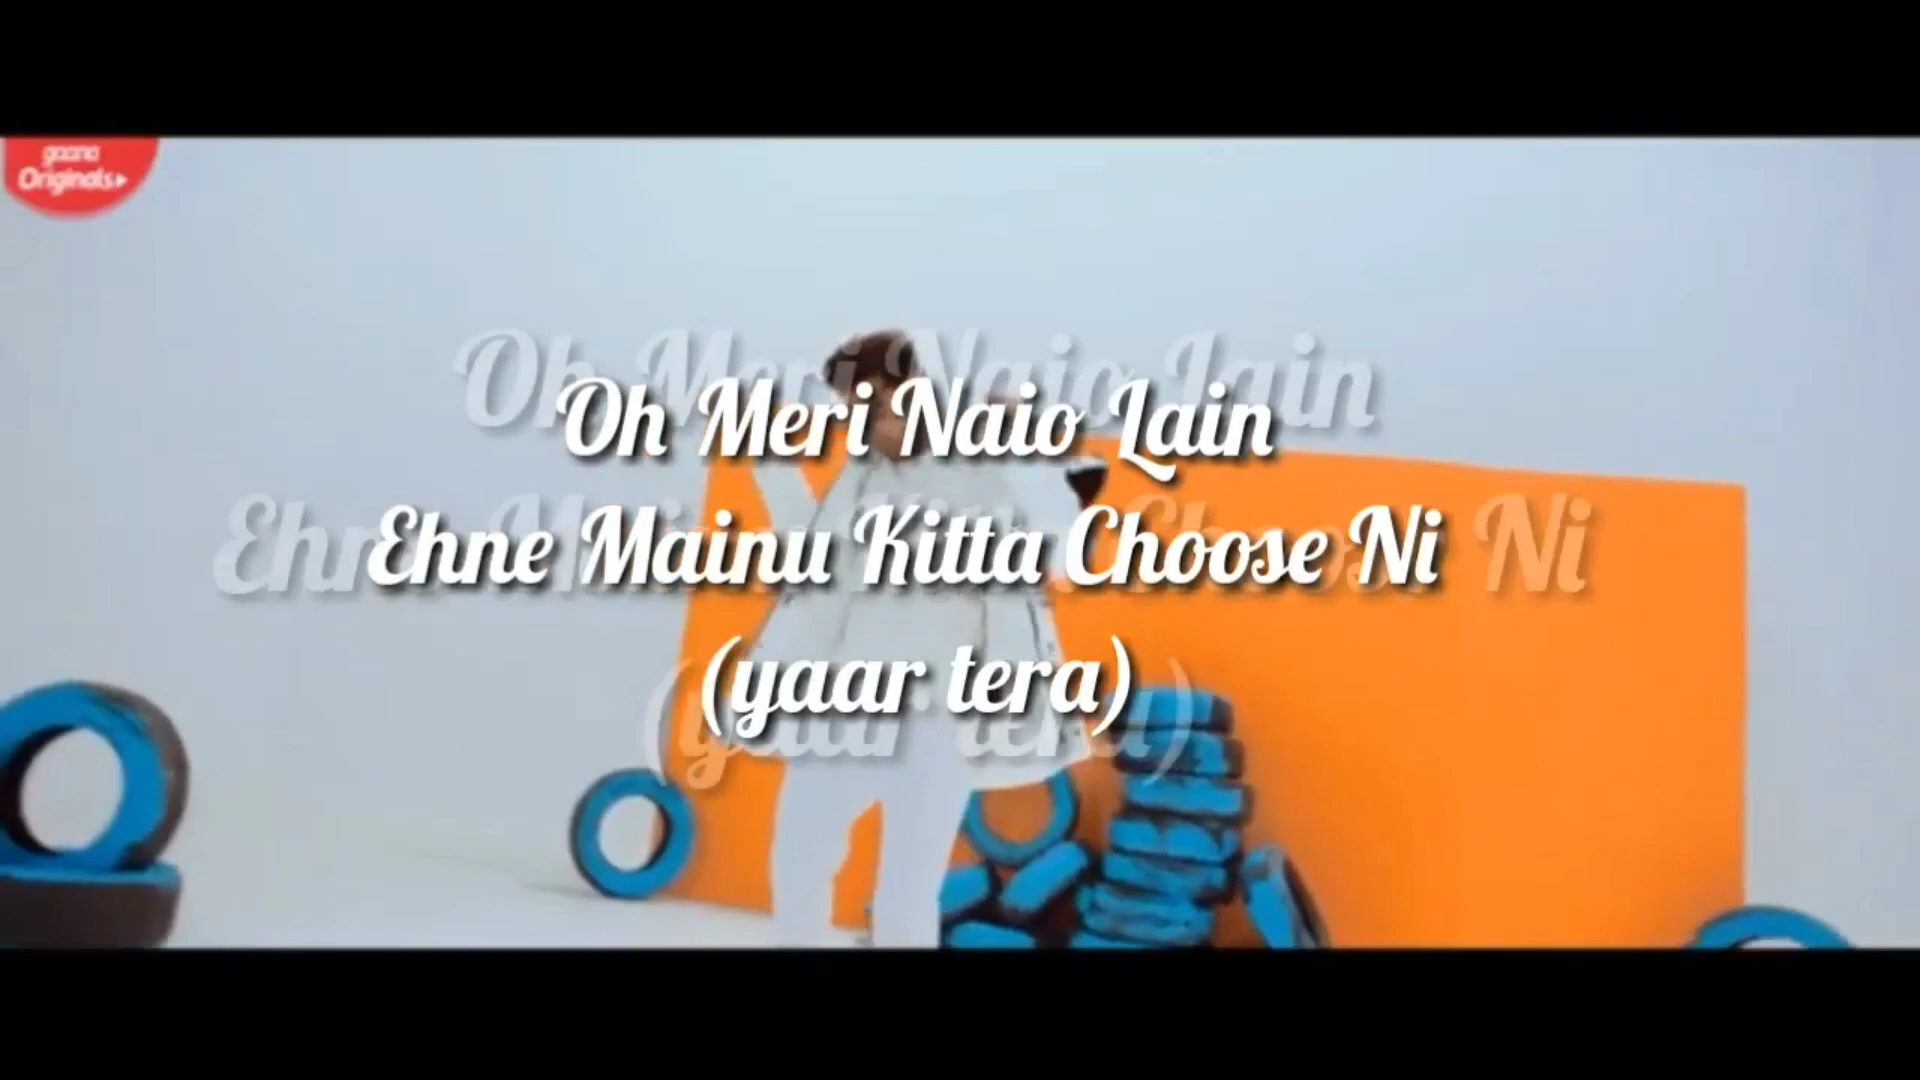 gaana
Originals
Oh Meri Naio Lain
Ehne Mainu Kitta Choose Ni
(yaar tera)